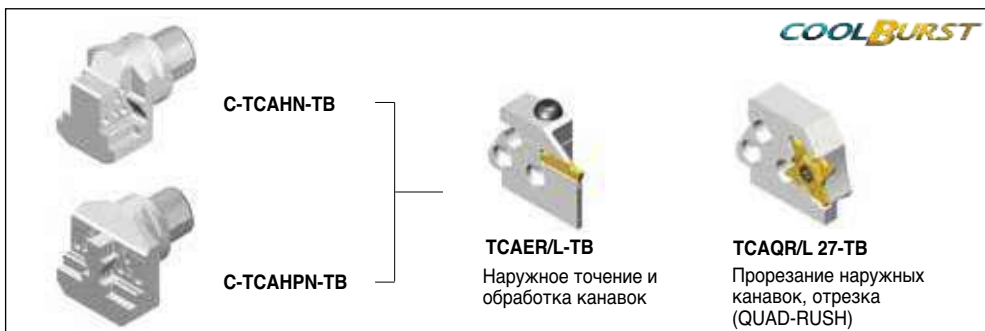 COOLBURST
C-TCAHN-TB
C-TCAHPN-TB
TCAER/L-TB
Наружное точение и
обработка канавок
TCAQR/L 27-TB
Прорезание наружных
канавок, отрезка
(QUAD-RUSH)